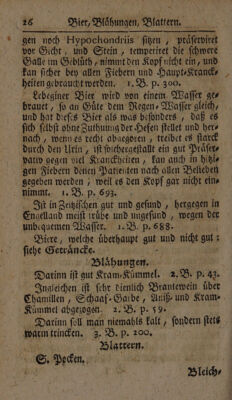 26 Bier, Blähungen, Blattern.
gen noch Hypochondriis sitzen, präserviret
vor Gicht, und Stein, temperiret die schwere
Galle im Geblüth, nimmt den Kopf nicht ein, und
kan sicher bey allen Fiebern und Haupt-Kranck-
heiten gebraucht werden. 1. B. p. 300.
Lebeginer Bier wird von einem Wasser ge-
brauet, so an Güte dem Regen-Wasser gleich,
und hat dieses Bier als was besonders, daß es
sich selbst ohne Zuthuung der Hefen stellet und her-
nach, wenn es recht abgegoren, treibet es starck
durch den Urin, ist hochgestellet ein gut Präser-
vativ gegen viel Kranckheiten, kan auch in hitzi-
gen Fiebern denen Patienten nach allen Belieben
gegeben werden, weil es den Kopf gar nicht ein-
nimmt. 1. B. p. 693.
Ist in Zeitzischen gut und gesund, hergegen in
Engelland meist trübe und ungesund, wegen der
unbequemen Wasser. 1. B. p. 688.
Biere, welche überhaupt gut und nicht gut:
siehe Geträncke.
Blähungen.
Darinn ist gut Kram-Kümmel. 2. B. p. 43.
Ingleichen ist sehr dienlich Brantewein über
Chamillen, Schaaf-Garbe, Aniß- und Kram-
Kümmel abgezogen. 2. B. p. 59.
Darinn soll man niemahls kalt, sondern stets
warm trincken. 3. B. p. 200.
Blattern.
S. Pocken.
Bleich-